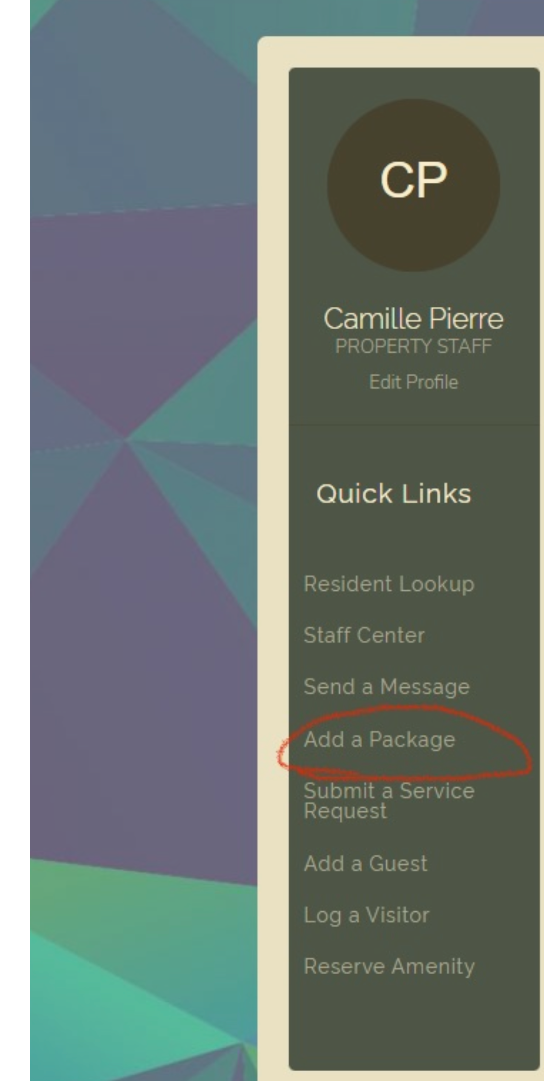 CP
Camille Pierre
PROPERTY STAFF
Edit Profile
Quick Links
Resident Lookup
Staff Center
Send a Message
Add a Package
Submit a Service
Request
Add a Guest
Log a Visitor
Reserve Amenity